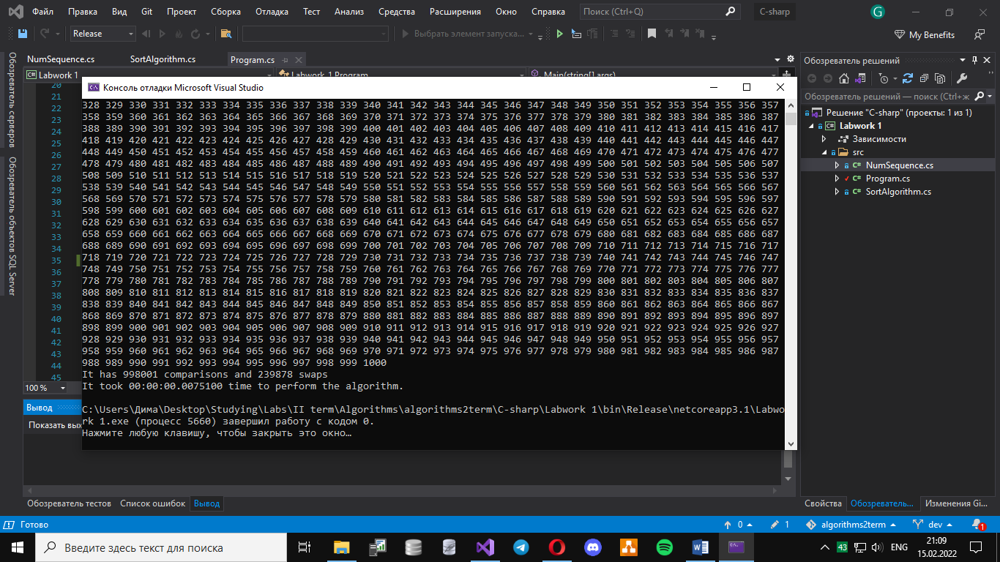 Файл Правка Вид Git Проект Сборка Отладка Тест Анализ Средства Расширения Окно Справка Поиск (Ctrl+Q) C-sharp G
Release Выбрать элемент запуска... My Benefits
NumSequence.cs SortAlgorithm.cs Program.cs
Labwork 1 Labwork_1.Program Main(string[] args)
Обозреватель серверов
Обозреватель объектов SQL Server
20
21
22
23
24
25
26
27
28
29
30
31
32
33
34
35
36
37
38
39
40
41
42
43
44
45
Консоль отладки Microsoft Visual Studio
328 329 330 331 332 333 334 335 336 337 338 339 340 341 342 343 344 345 346 347 348 349 350 351 352 353 354 355 356 357
358 359 360 361 362 363 364 365 366 367 368 369 370 371 372 373 374 375 376 377 378 379 380 381 382 383 384 385 386 387
388 389 390 391 392 393 394 395 396 397 398 399 400 401 402 403 404 405 406 407 408 409 410 411 412 413 414 415 416 417
418 419 420 421 422 423 424 425 426 427 428 429 430 431 432 433 434 435 436 437 438 439 440 441 442 443 444 445 446 447
448 449 450 451 452 453 454 455 456 457 458 459 460 461 462 463 464 465 466 467 468 469 470 471 472 473 474 475 476 477
478 479 480 481 482 483 484 485 486 487 488 489 490 491 492 493 494 495 496 497 498 499 500 501 502 503 504 505 506 507
508 509 510 511 512 513 514 515 516 517 518 519 520 521 522 523 524 525 526 527 528 529 530 531 532 533 534 535 536 537
538 539 540 541 542 543 544 545 546 547 548 549 550 551 552 553 554 555 556 557 558 559 560 561 562 563 564 565 566 567
568 569 570 571 572 573 574 575 576 577 578 579 580 581 582 583 584 585 586 587 588 589 590 591 592 593 594 595 596 597
598 599 600 601 602 603 604 605 606 607 608 609 610 611 612 613 614 615 616 617 618 619 620 621 622 623 624 625 626 627
628 629 630 631 632 633 634 635 636 637 638 639 640 641 642 643 644 645 646 647 648 649 650 651 652 653 654 655 656 657
658 659 660 661 662 663 664 665 666 667 668 669 670 671 672 673 674 675 676 677 678 679 680 681 682 683 684 685 686 687
688 689 690 691 692 693 694 695 696 697 698 699 700 701 702 703 704 705 706 707 708 709 710 711 712 713 714 715 716 717
718 719 720 721 722 723 724 725 726 727 728 729 730 731 732 733 734 735 736 737 738 739 740 741 742 743 744 745 746 747
748 749 750 751 752 753 754 755 756 757 758 759 760 761 762 763 764 765 766 767 768 769 770 771 772 773 774 775 776 777
778 779 780 781 782 783 784 785 786 787 788 789 790 791 792 793 794 795 796 797 798 799 800 801 802 803 804 805 806 807
808 809 810 811 812 813 814 815 816 817 818 819 820 821 822 823 824 825 826 827 828 829 830 831 832 833 834 835 836 837
838 839 840 841 842 843 844 845 846 847 848 849 850 851 852 853 854 855 856 857 858 859 860 861 862 863 864 865 866 867
868 869 870 871 872 873 874 875 876 877 878 879 880 881 882 883 884 885 886 887 888 889 890 891 892 893 894 895 896 897
898 899 900 901 902 903 904 905 906 907 908 909 910 911 912 913 914 915 916 917 918 919 920 921 922 923 924 925 926 927
928 929 930 931 932 933 934 935 936 937 938 939 940 941 942 943 944 945 946 947 948 949 950 951 952 953 954 955 956 957
958 959 960 961 962 963 964 965 966 967 968 969 970 971 972 973 974 975 976 977 978 979 980 981 982 983 984 985 986 987
988 989 990 991 992 993 994 995 996 997 998 999 1000
It has 998001 comparisons and 239878 swaps
It took 00:00:00.0075100 time to perform the algorithm.
C:\Users\Дима\Desktop\Studying\Labs\II term\Algorithms\algorithms2term\C-sharp\Labwork 1\bin\Release\netcoreapp3.1\Labwo
rk 1.exe (процесс 5660) завершил работу с кодом 0.
Нажмите любую клавишу, чтобы закрыть это окно…
100 %
Вывод
Показать вых
Обозреватель решений
Обозреватель решений — поиск (Ctrl+ж
Решение "C-sharp" (проекты: 1 из 1)
Labwork 1
Зависимости
src
NumSequence.cs
Program.cs
SortAlgorithm.cs
Обозреватель тестов Список ошибок Вывод
Свойства Обозреватель... Изменения Gi...
Готово 0 1 algorithms2term dev 1
Введите здесь текст для поиска
43 ENG 21:09
15.02.2022